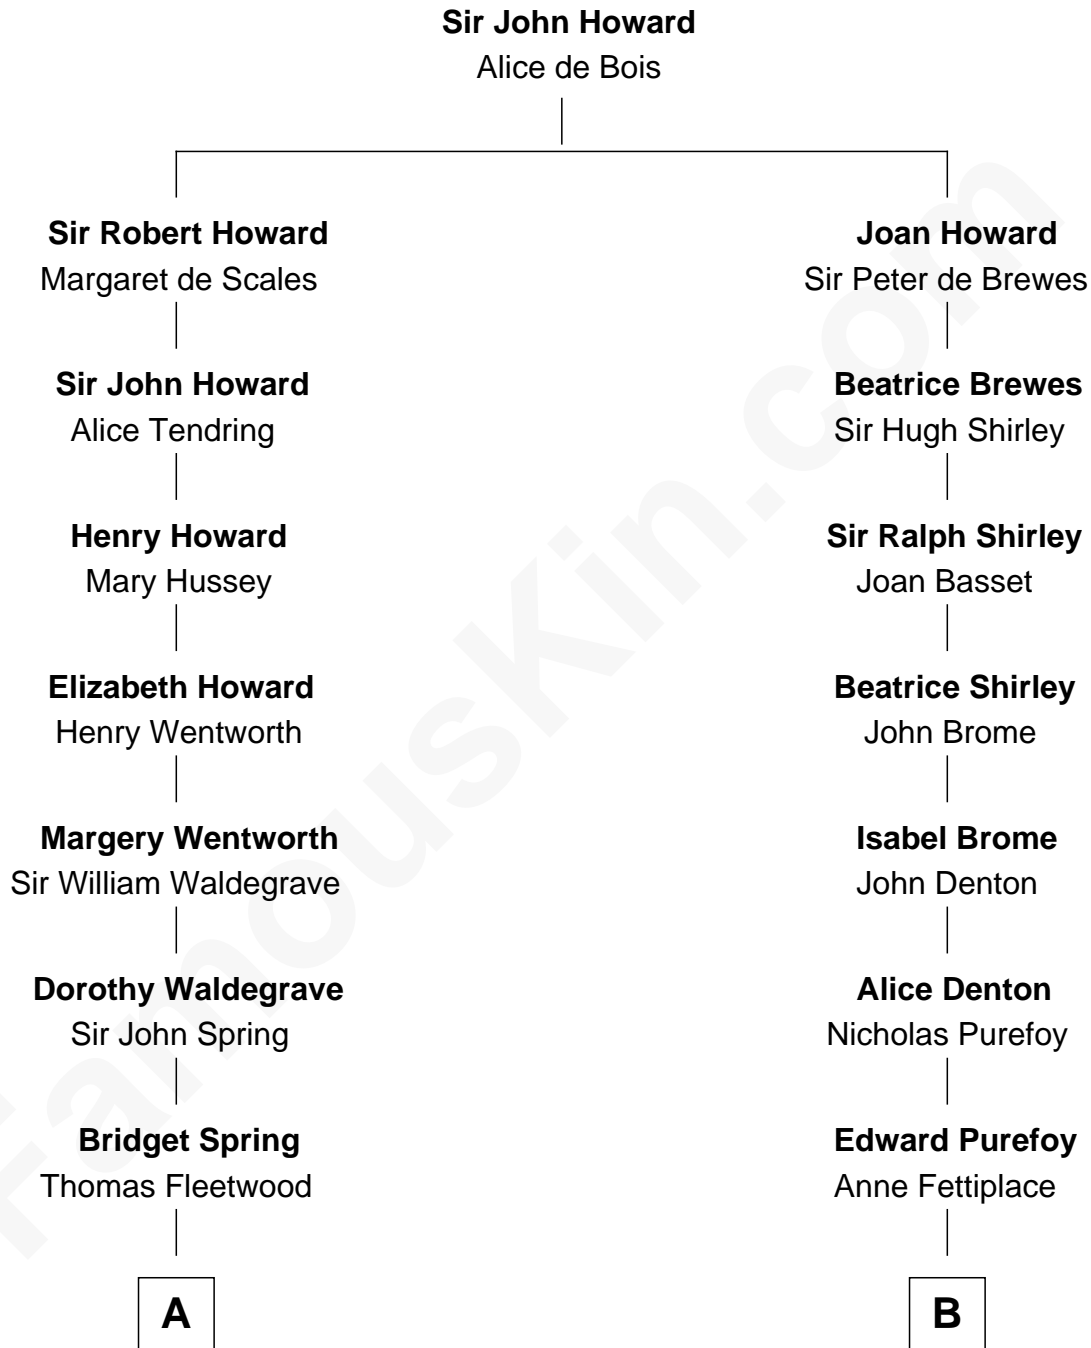 Sir John Howard
Alice de Bois
Sir Robert Howard
Margaret de Scales
Joan Howard
Sir Peter de Brewes
Sir John Howard
Alice Tendring
Beatrice Brewes
Sir Hugh Shirley
Henry Howard
Mary Hussey
Sir Ralph Shirley
Joan Basset
Elizabeth Howard
Henry Wentworth
Beatrice Shirley
John Brome
Margery Wentworth
Sir William Waldegrave
Isabel Brome
John Denton
Dorothy Waldegrave
Sir John Spring
Alice Denton
Nicholas Purefoy
Bridget Spring
Thomas Fleetwood
Edward Purefoy
Anne Fettiplace
A
B
FamousKin.com